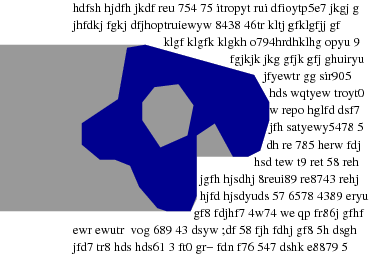 hdfsh hjdfh jkdf reu 754 75 itropyt rui dfioytp5e7 jkgj g
jhfdkj fgkj dfjhoptruiewyw 8438 46tr kltj gfklgfjj gf
klgf klgfk klgkh o794hrdhklhg opyu 9
fgjkjk jkg gfjk gfj ghuiryu
jfyewtr gg sir905
hds wqtyew troyt0
w repo hglfd dsf7
jfh satyewy5478 5
dh re 785 herw fdj
hsd tew t9 ret 58 reh
jgfh hjsdhj 8reui89 re8743 rehj
hjfd hjsdyuds 57 6578 4389 eryu
gf8 fdjhf7 4w74 we qp fr86j gfhf
ewr ewutr vog 689 43 dsyw ;df 58 fjh fdhj gf8 5h dsgh
jfd7 tr8 hds hds61 3 ft0 gr– fdn f76 547 dshk e8879 5